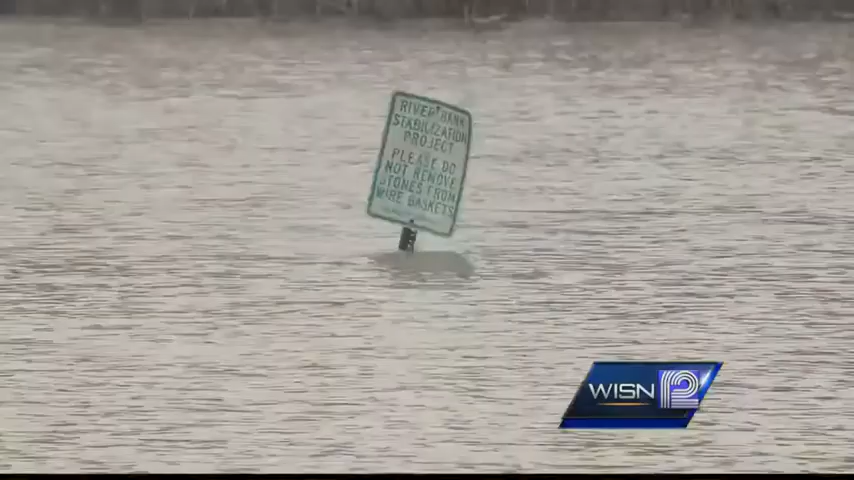 RIVER BANK
STABILIZATION
PROJECT
PLEASE DO
NOT REMOVE
STONES FROM
WIRE BASKETS
WISN 12